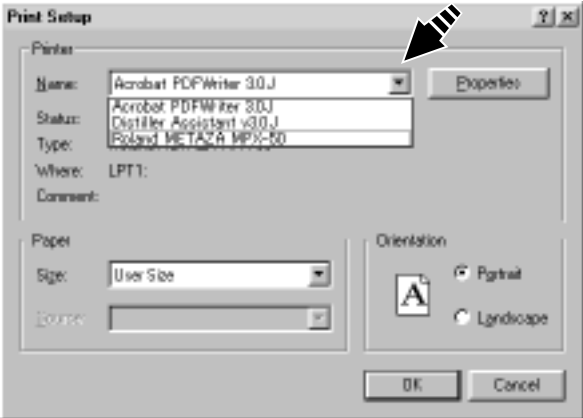 Print Setup
Printer
Name:
Acrobat PDFWriter 3.0J
Properties
Acrobat PDFWriter 3.0J
Distiller Assistant v3.0J
Roland METAZA MPX-50
Status:
Type:
Where: LPT1:
Comment:
Paper
Size: User Size
Source:
Orientation
A
Portrait
Landscape
OK
Cancel